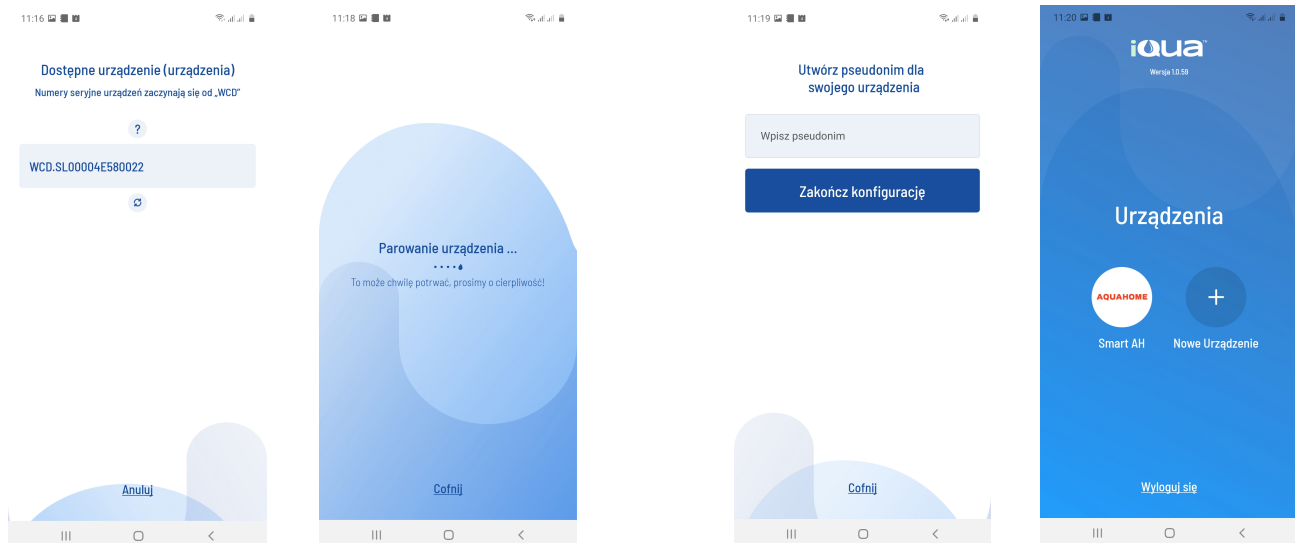 11:16
Dostępne urządzenie (urządzenia)
Numery seryjne urządzeń zaczynają się od „WCD"
?
WCD.SL00004E580022
Anuluj
11:18
Parowanie urządzenia ...
To może chwilę potrwać, prosimy o cierpliwość!
Cofnij
11:19
Utwórz pseudonim dla
swojego urządzenia
Wpisz pseudonim
Zakończ konfigurację
Cofnij
11:20
iQua™
Wersja 1.0.59
Urządzenia
AQUAHOME
+
Smart AH
Nowe Urządzenie
Wyloguj się